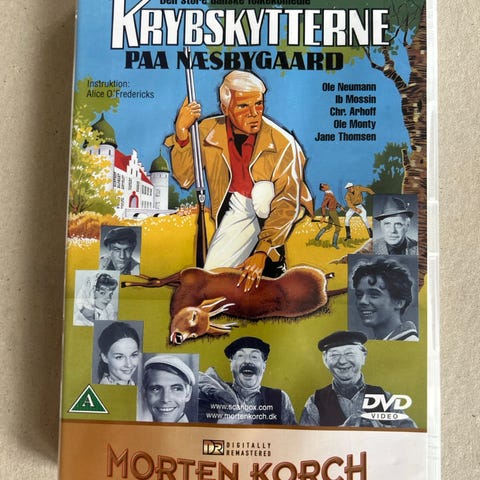 Den store danske folkekomedie
KRYBSKYTTERNE
PAA NÆSBYGAARD
Instruktion:
Alice O'Fredericks
Ole Neumann
Ib Mossin
Chr. Arhoff
Ole Monty
Jane Thomsen
A
www.scanbox.com
www.mortenkorch.dk
DVD
VIDEO
DR DIGITALLY
REMASTERED
MORTEN KORCH